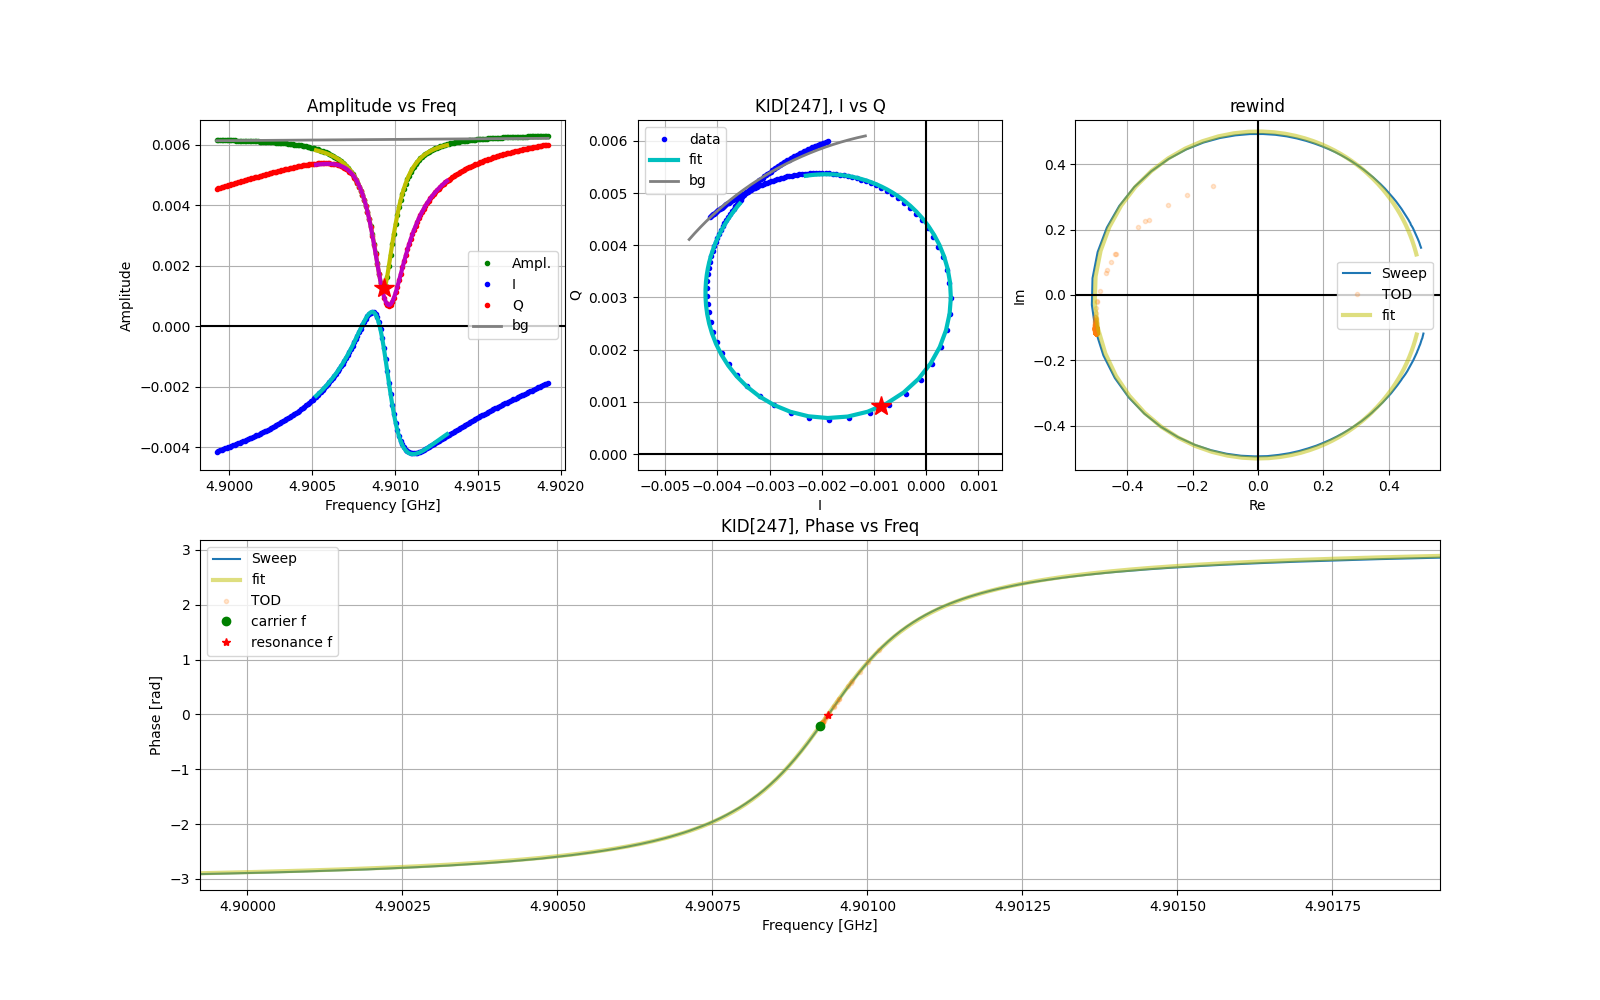 Amplitude vs Freq
Amplitude
0.006
0.004
0.002
0.000
−0.002
−0.004
Ampl.
I
Q
bg
4.9000 4.9005 4.9010 4.9015 4.9020
Frequency [GHz]
KID[247], I vs Q
Q
0.006
0.005
0.004
0.003
0.002
0.001
0.000
data
fit
bg
−0.005 −0.004 −0.003 −0.002 −0.001 0.000 0.001
I
rewind
Im
0.4
0.2
0.0
−0.2
−0.4
Sweep
TOD
fit
−0.4 −0.2 0.0 0.2 0.4
Re
KID[247], Phase vs Freq
Phase [rad]
3
2
1
0
−1
−2
−3
Sweep
fit
TOD
carrier f
resonance f
4.90000 4.90025 4.90050 4.90075 4.90100 4.90125 4.90150 4.90175
Frequency [GHz]